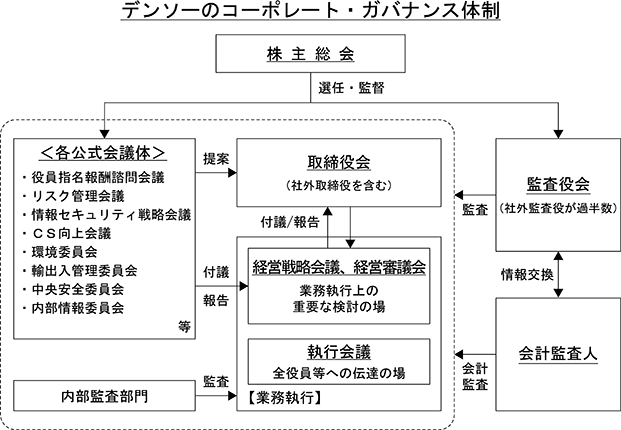 デンソーのコーポレート・ガバナンス体制
株主総会
選任・監督
＜各公式会議体＞
・役員指名報酬諮問会議
・リスク管理会議
・情報セキュリティ戦略会議
・ＣＳ向上会議
・環境委員会
・輸出入管理委員会
・中央安全委員会
・内部情報委員会
等
提案
取締役会
（社外取締役を含む）
監査
監査役会
（社外監査役が過半数）
付議/報告
付議
報告
経営戦略会議、経営審議会
業務執行上の
重要な検討の場
情報交換
執行会議
全役員等への伝達の場
【業務執行】
会計
監査
会計監査人
内部監査部門
監査